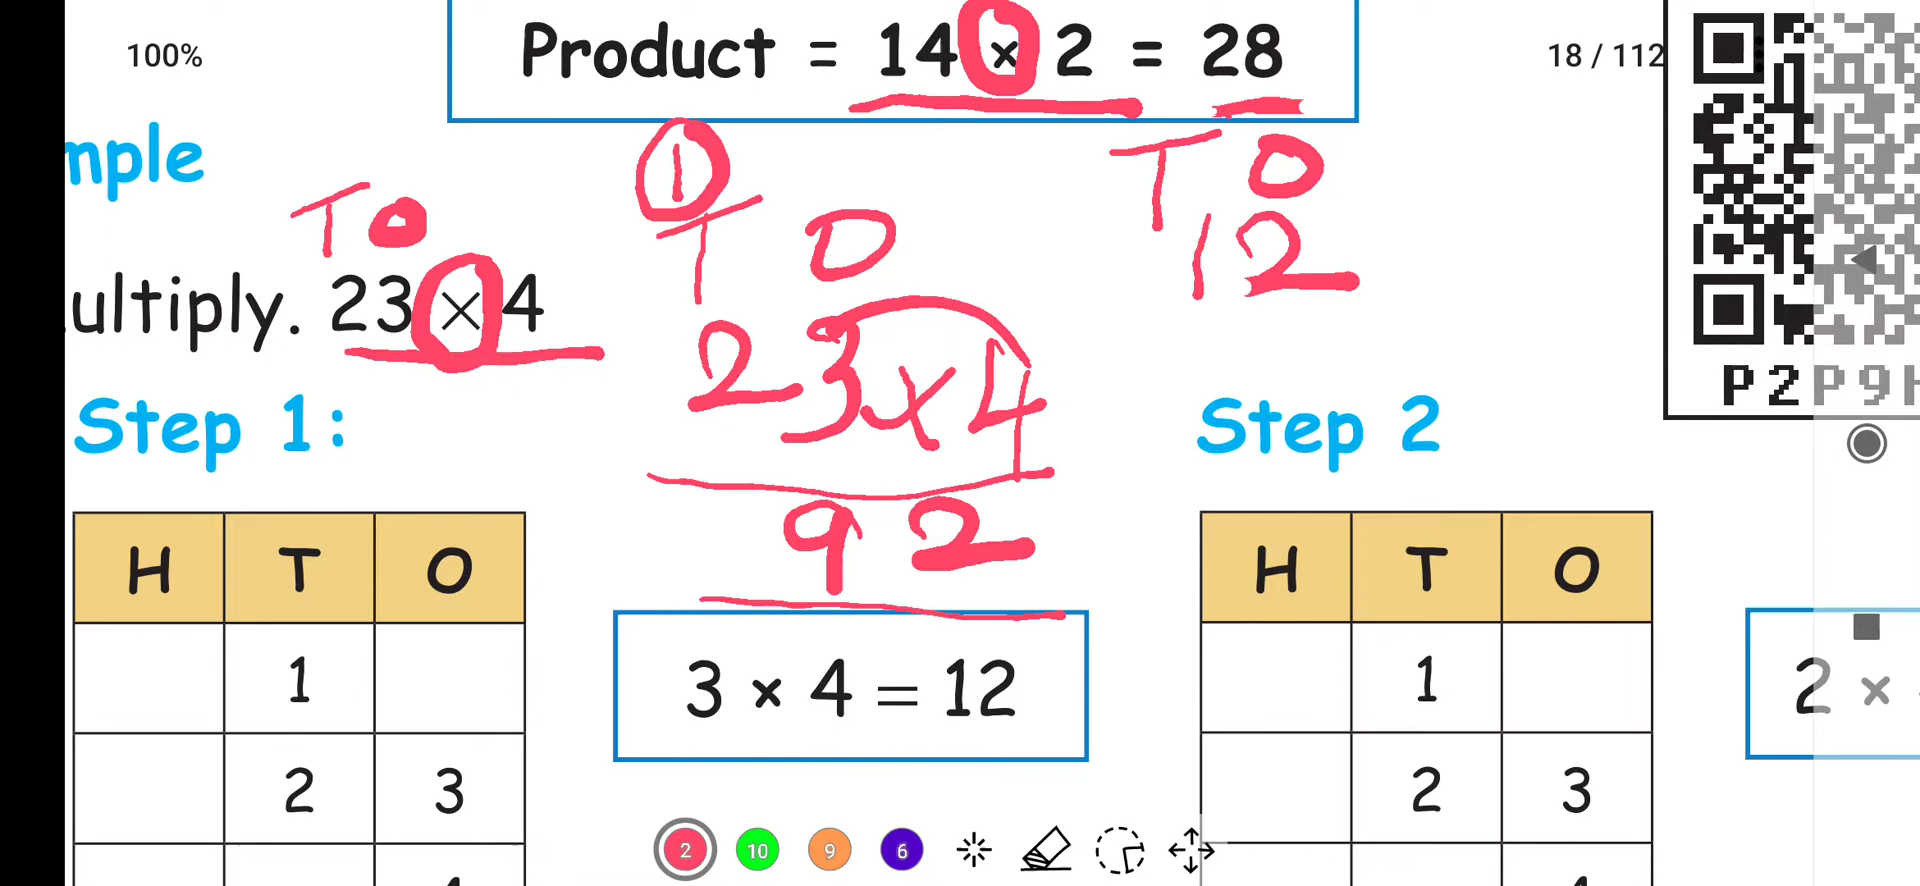 100%
Product = 14 × 2 = 28
18 / 112
mple
T O
1
T O
T O
12
ultiply. 23 × 4
23 × 4
92
P2P9H
Step 1:
Step 2
H T O
1
2 3
3 × 4 = 12
H T O
1
2 3
2 ×
2 10 9 6